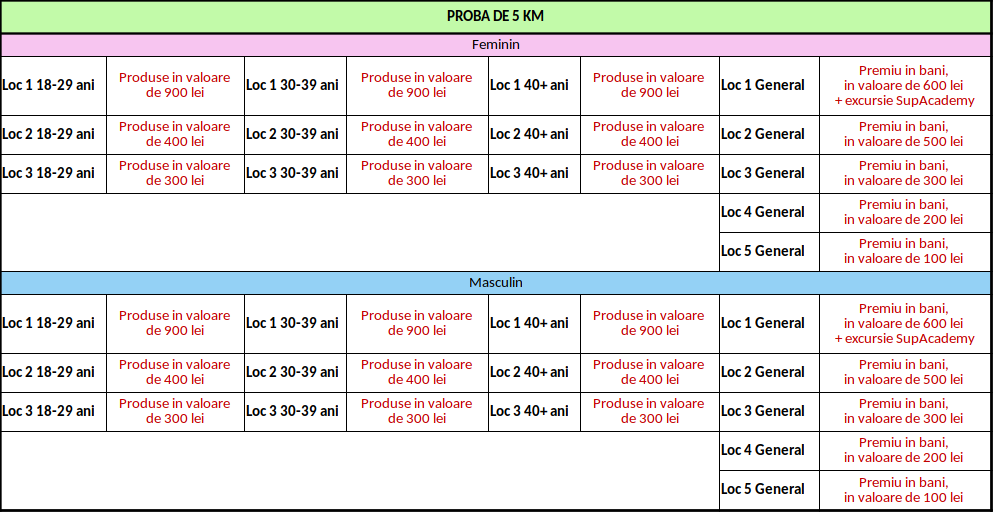 PROBA DE 5 KM
Feminin
Loc 1 18-29 ani
Produse in valoare
de 900 lei
Loc 1 30-39 ani
Produse in valoare
de 900 lei
Loc 1 40+ ani
Produse in valoare
de 900 lei
Loc 1 General
Premiu in bani,
in valoare de 600 lei
+ excursie SupAcademy
Loc 2 18-29 ani
Produse in valoare
de 400 lei
Loc 2 30-39 ani
Produse in valoare
de 400 lei
Loc 2 40+ ani
Produse in valoare
de 400 lei
Loc 2 General
Premiu in bani,
in valoare de 500 lei
Loc 3 18-29 ani
Produse in valoare
de 300 lei
Loc 3 30-39 ani
Produse in valoare
de 300 lei
Loc 3 40+ ani
Produse in valoare
de 300 lei
Loc 3 General
Premiu in bani,
in valoare de 300 lei
Loc 4 General
Premiu in bani,
in valoare de 200 lei
Loc 5 General
Premiu in bani,
in valoare de 100 lei
Masculin
Loc 1 18-29 ani
Produse in valoare
de 900 lei
Loc 1 30-39 ani
Produse in valoare
de 900 lei
Loc 1 40+ ani
Produse in valoare
de 900 lei
Loc 1 General
Premiu in bani,
in valoare de 600 lei
+ excursie SupAcademy
Loc 2 18-29 ani
Produse in valoare
de 400 lei
Loc 2 30-39 ani
Produse in valoare
de 400 lei
Loc 2 40+ ani
Produse in valoare
de 400 lei
Loc 2 General
Premiu in bani,
in valoare de 500 lei
Loc 3 18-29 ani
Produse in valoare
de 300 lei
Loc 3 30-39 ani
Produse in valoare
de 300 lei
Loc 3 40+ ani
Produse in valoare
de 300 lei
Loc 3 General
Premiu in bani,
in valoare de 300 lei
Loc 4 General
Premiu in bani,
in valoare de 200 lei
Loc 5 General
Premiu in bani,
in valoare de 100 lei